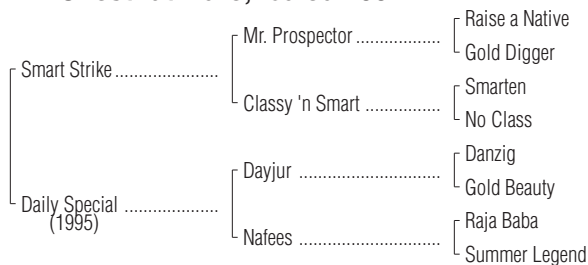 Raise a Native
Mr. Prospector
Gold Digger
Smart Strike
Smarten
Classy 'n Smart
No Class
Danzig
Dayjur
Gold Beauty
Daily Special
(1995)
Raja Baba
Nafees
Summer Legend